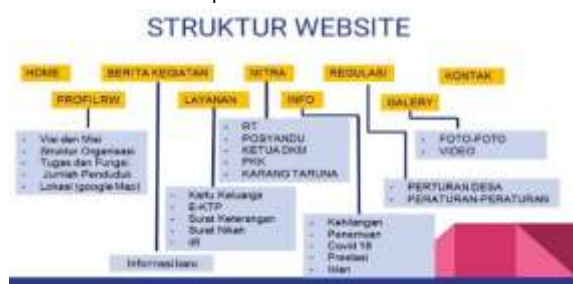 STRUKTUR WEBSITE
HOME
BERITA KEGIATAN
MITRA
REGULASI
KONTAK
PROFILRW
LAYANAN
INFO
GALERY
- Visi dan Misi
- Struktur Organisasi
- Tugas dan Fungsi
- Jumlah Penduduk
- Lokasi (google Map)
- RT
- POSYANDU
- KETUA DKM
- PKK
- KARANG TARUNA
- FOTO-FOTO
- VIDEO
- Kartu Keluarga
- E-KTP
- Surat Keterangan
- Surat Nikah
- dll
- PERTURAN DESA
- PERATURAN-PERATURAN
- Kehilangan
- Penemuan
- Covid 19
- Prestasi
- Iklan
Informasi baru